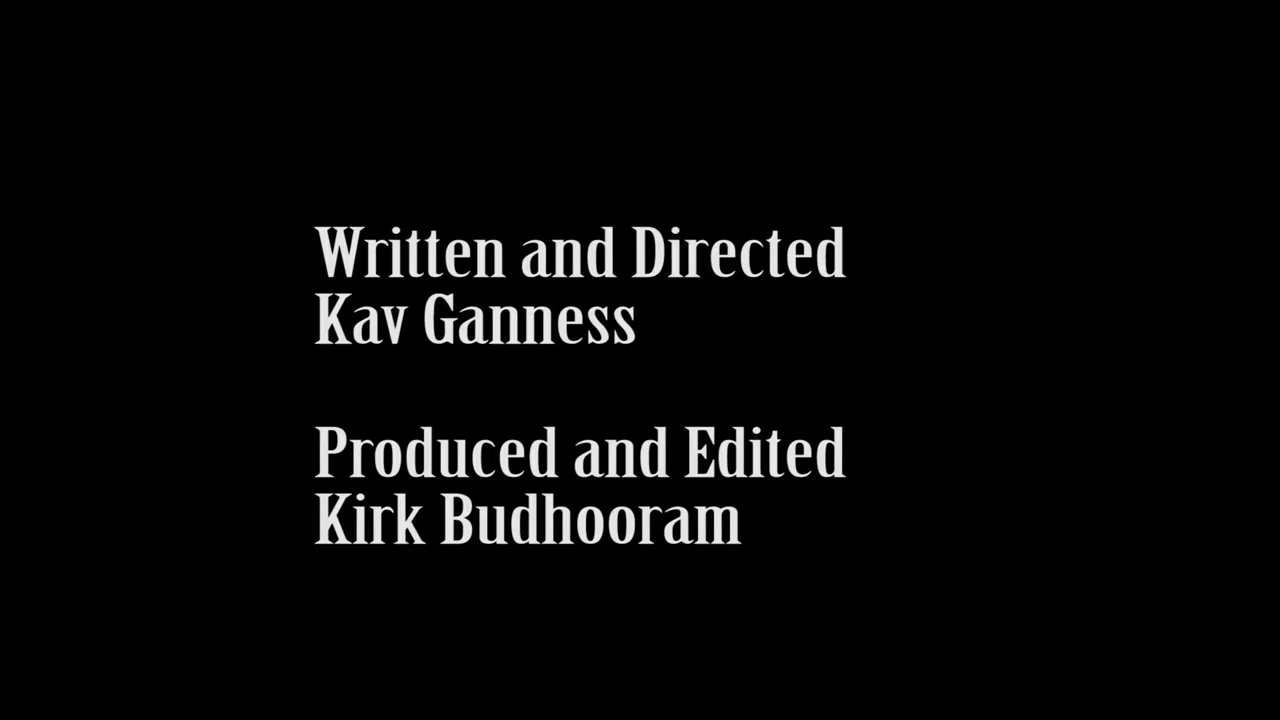 Written and Directed
Kav Ganness
Produced and Edited
Kirk Budhooram